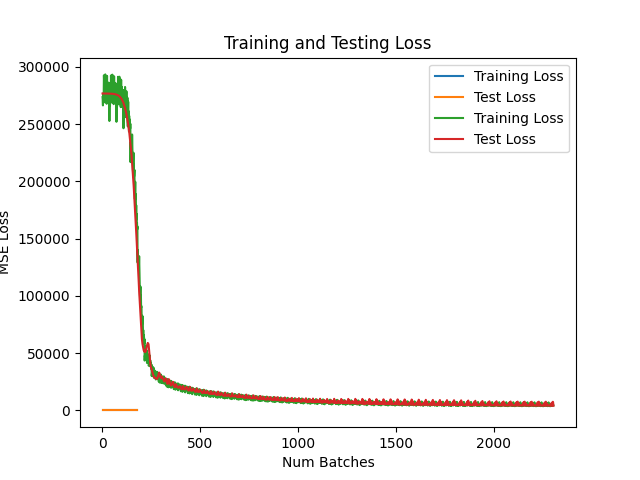 Training and Testing Loss
300000
250000
200000
150000
100000
50000
0
MSE Loss
0
500
1000
1500
2000
Num Batches
Training Loss
Test Loss
Training Loss
Test Loss